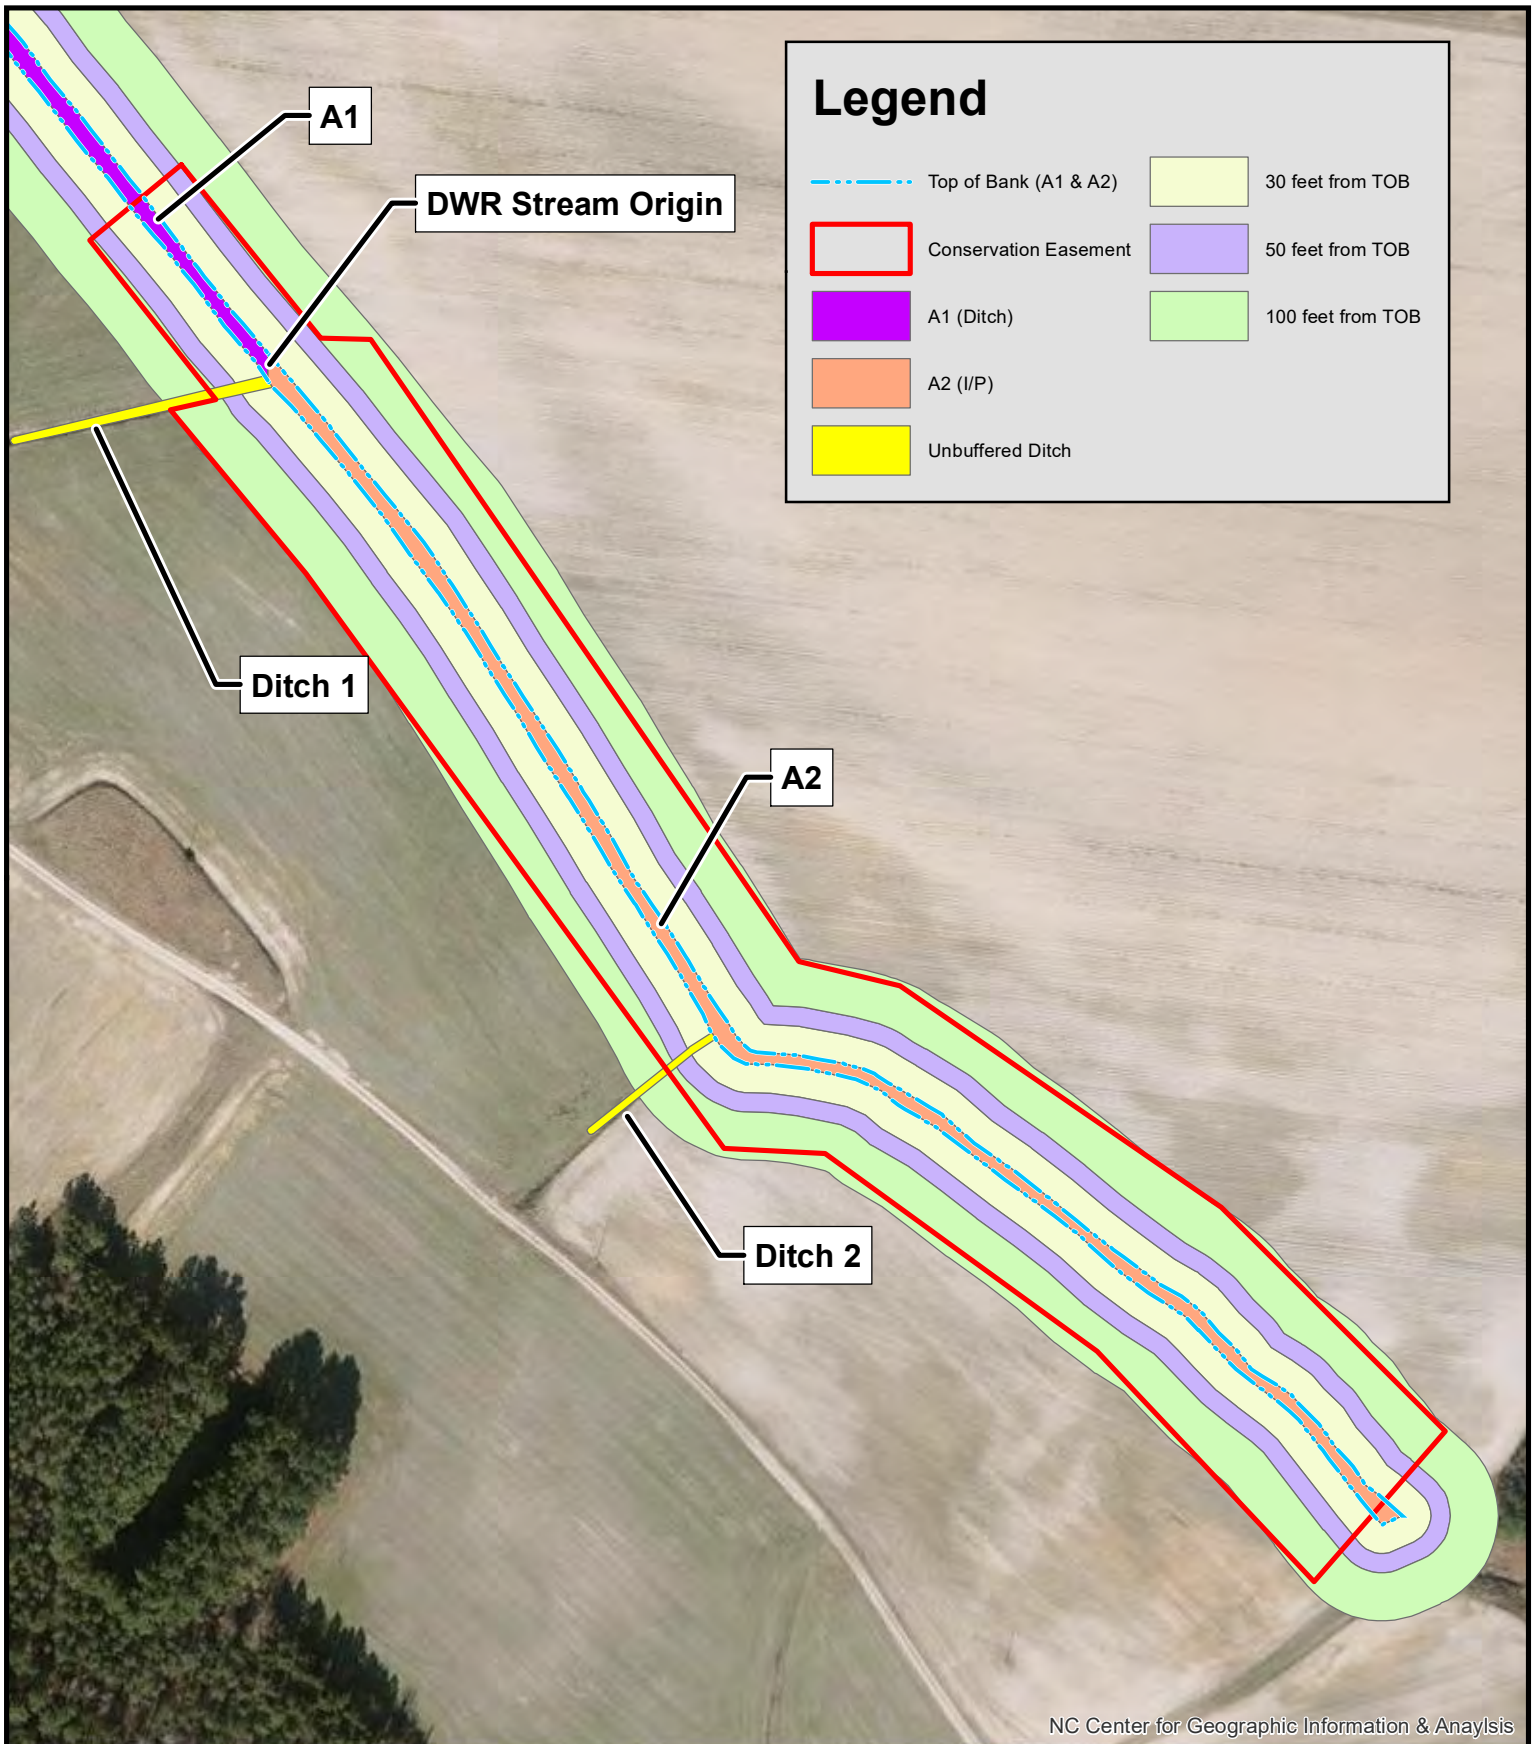 Legend
Top of Bank (A1 & A2)
Conservation Easement
A1 (Ditch)
A2 (I/P)
Unbuffered Ditch
30 feet from TOB
50 feet from TOB
100 feet from TOB
A1
DWR Stream Origin
Ditch 1
A2
Ditch 2
NC Center for Geographic Information & Anaylsis